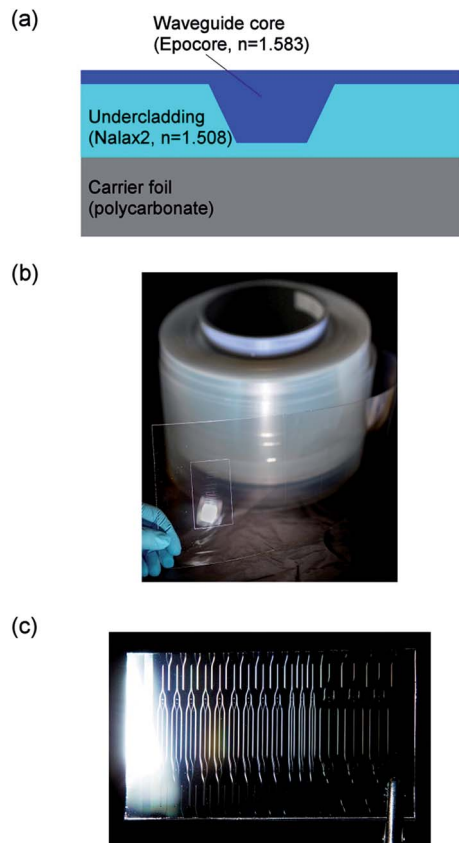 (a)
Waveguide core
(Epocore, n=1.583)
Undercladding
(Nalax2, n=1.508)
Carrier foil
(polycarbonate)
(b)
(c)